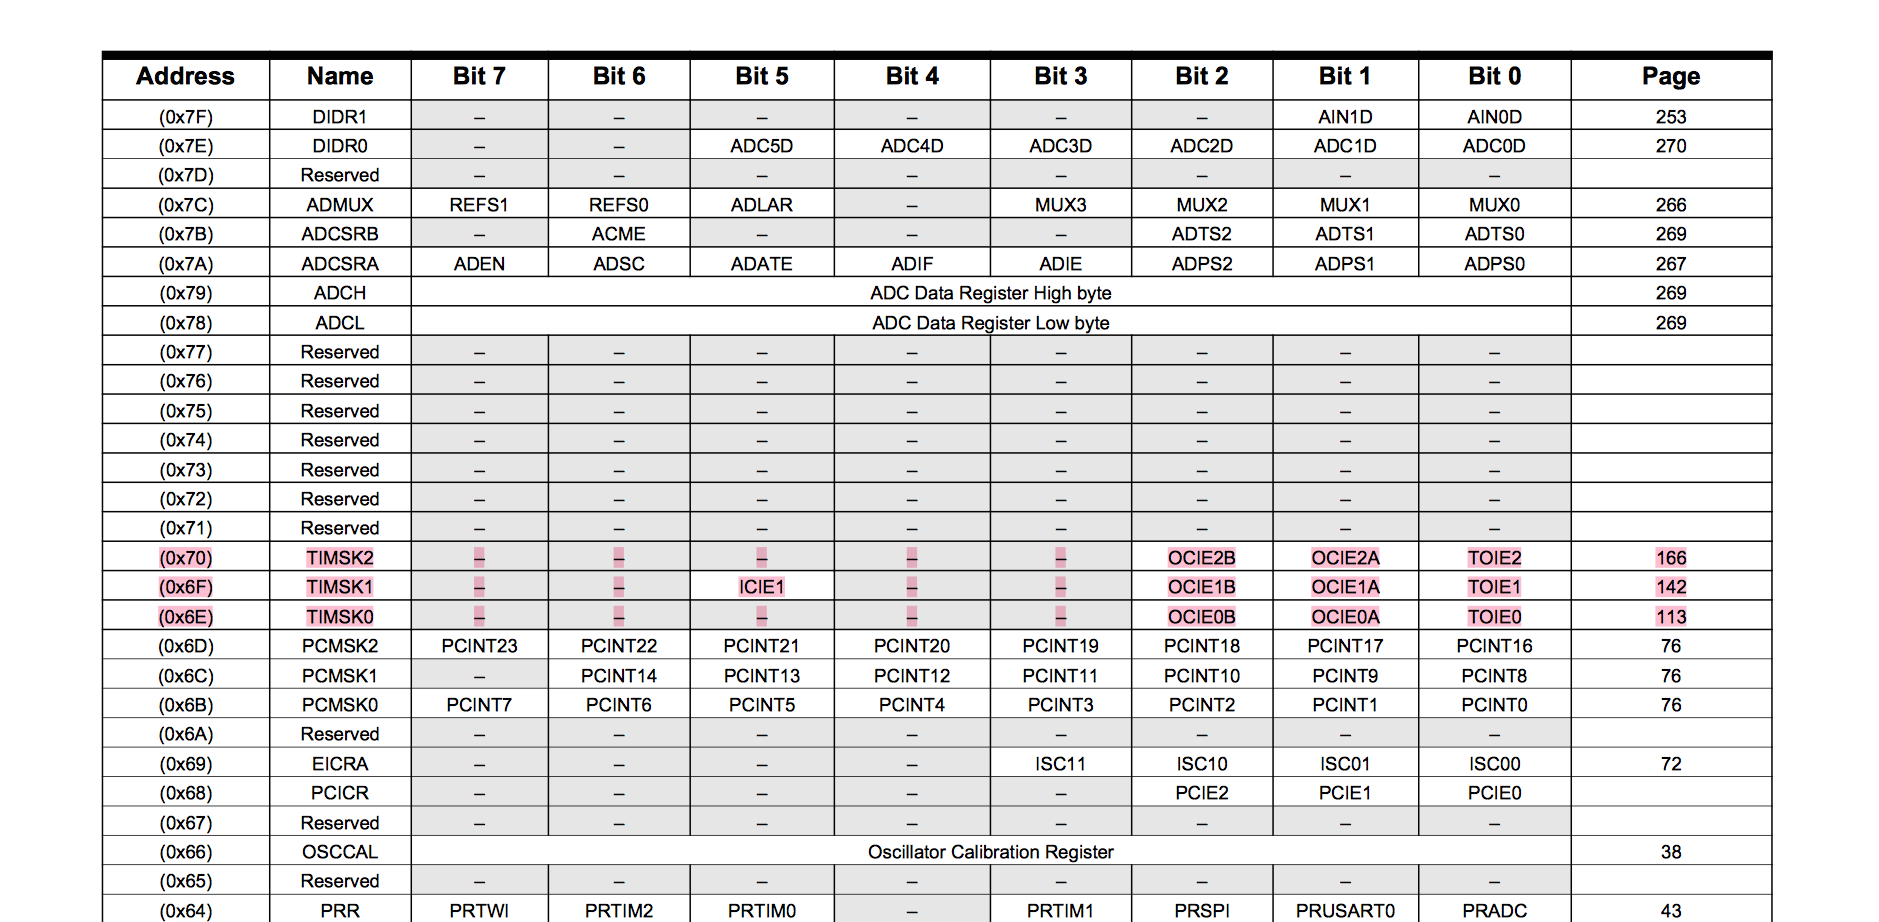 Address Name Bit 7 Bit 6 Bit 5 Bit 4 Bit 3 Bit 2 Bit 1 Bit 0 Page
(0x7F) DIDR1 – – – – – – AIN1D AIN0D 253
(0x7E) DIDR0 – – ADC5D ADC4D ADC3D ADC2D ADC1D ADC0D 270
(0x7D) Reserved – – – – – – – –
(0x7C) ADMUX REFS1 REFS0 ADLAR – MUX3 MUX2 MUX1 MUX0 266
(0x7B) ADCSRB – ACME – – – ADTS2 ADTS1 ADTS0 269
(0x7A) ADCSRA ADEN ADSC ADATE ADIF ADIE ADPS2 ADPS1 ADPS0 267
(0x79) ADCH ADC Data Register High byte 269
(0x78) ADCL ADC Data Register Low byte 269
(0x77) Reserved – – – – – – – –
(0x76) Reserved – – – – – – – –
(0x75) Reserved – – – – – – – –
(0x74) Reserved – – – – – – – –
(0x73) Reserved – – – – – – – –
(0x72) Reserved – – – – – – – –
(0x71) Reserved – – – – – – – –
(0x70) TIMSK2 – – – – – OCIE2B OCIE2A TOIE2 166
(0x6F) TIMSK1 – – ICIE1 – – OCIE1B OCIE1A TOIE1 142
(0x6E) TIMSK0 – – – – – OCIE0B OCIE0A TOIE0 113
(0x6D) PCMSK2 PCINT23 PCINT22 PCINT21 PCINT20 PCINT19 PCINT18 PCINT17 PCINT16 76
(0x6C) PCMSK1 – PCINT14 PCINT13 PCINT12 PCINT11 PCINT10 PCINT9 PCINT8 76
(0x6B) PCMSK0 PCINT7 PCINT6 PCINT5 PCINT4 PCINT3 PCINT2 PCINT1 PCINT0 76
(0x6A) Reserved – – – – – – – –
(0x69) EICRA – – – – ISC11 ISC10 ISC01 ISC00 72
(0x68) PCICR – – – – – PCIE2 PCIE1 PCIE0
(0x67) Reserved – – – – – – – –
(0x66) OSCCAL Oscillator Calibration Register 38
(0x65) Reserved – – – – – – – –
(0x64) PRR PRTWI PRTIM2 PRTIM0 – PRTIM1 PRSPI PRUSART0 PRADC 43